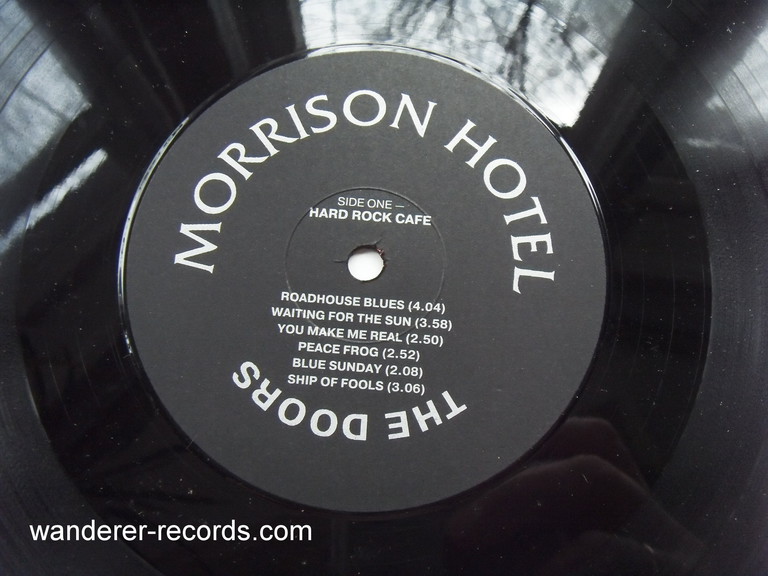 MORRISON HOTEL
SIDE ONE —
HARD ROCK CAFE
ROADHOUSE BLUES (4.04)
WAITING FOR THE SUN (3.58)
YOU MAKE ME REAL (2.50)
PEACE FROG (2.52)
BLUE SUNDAY (2.08)
SHIP OF FOOLS (3.06)
THE DOORS
wanderer-records.com